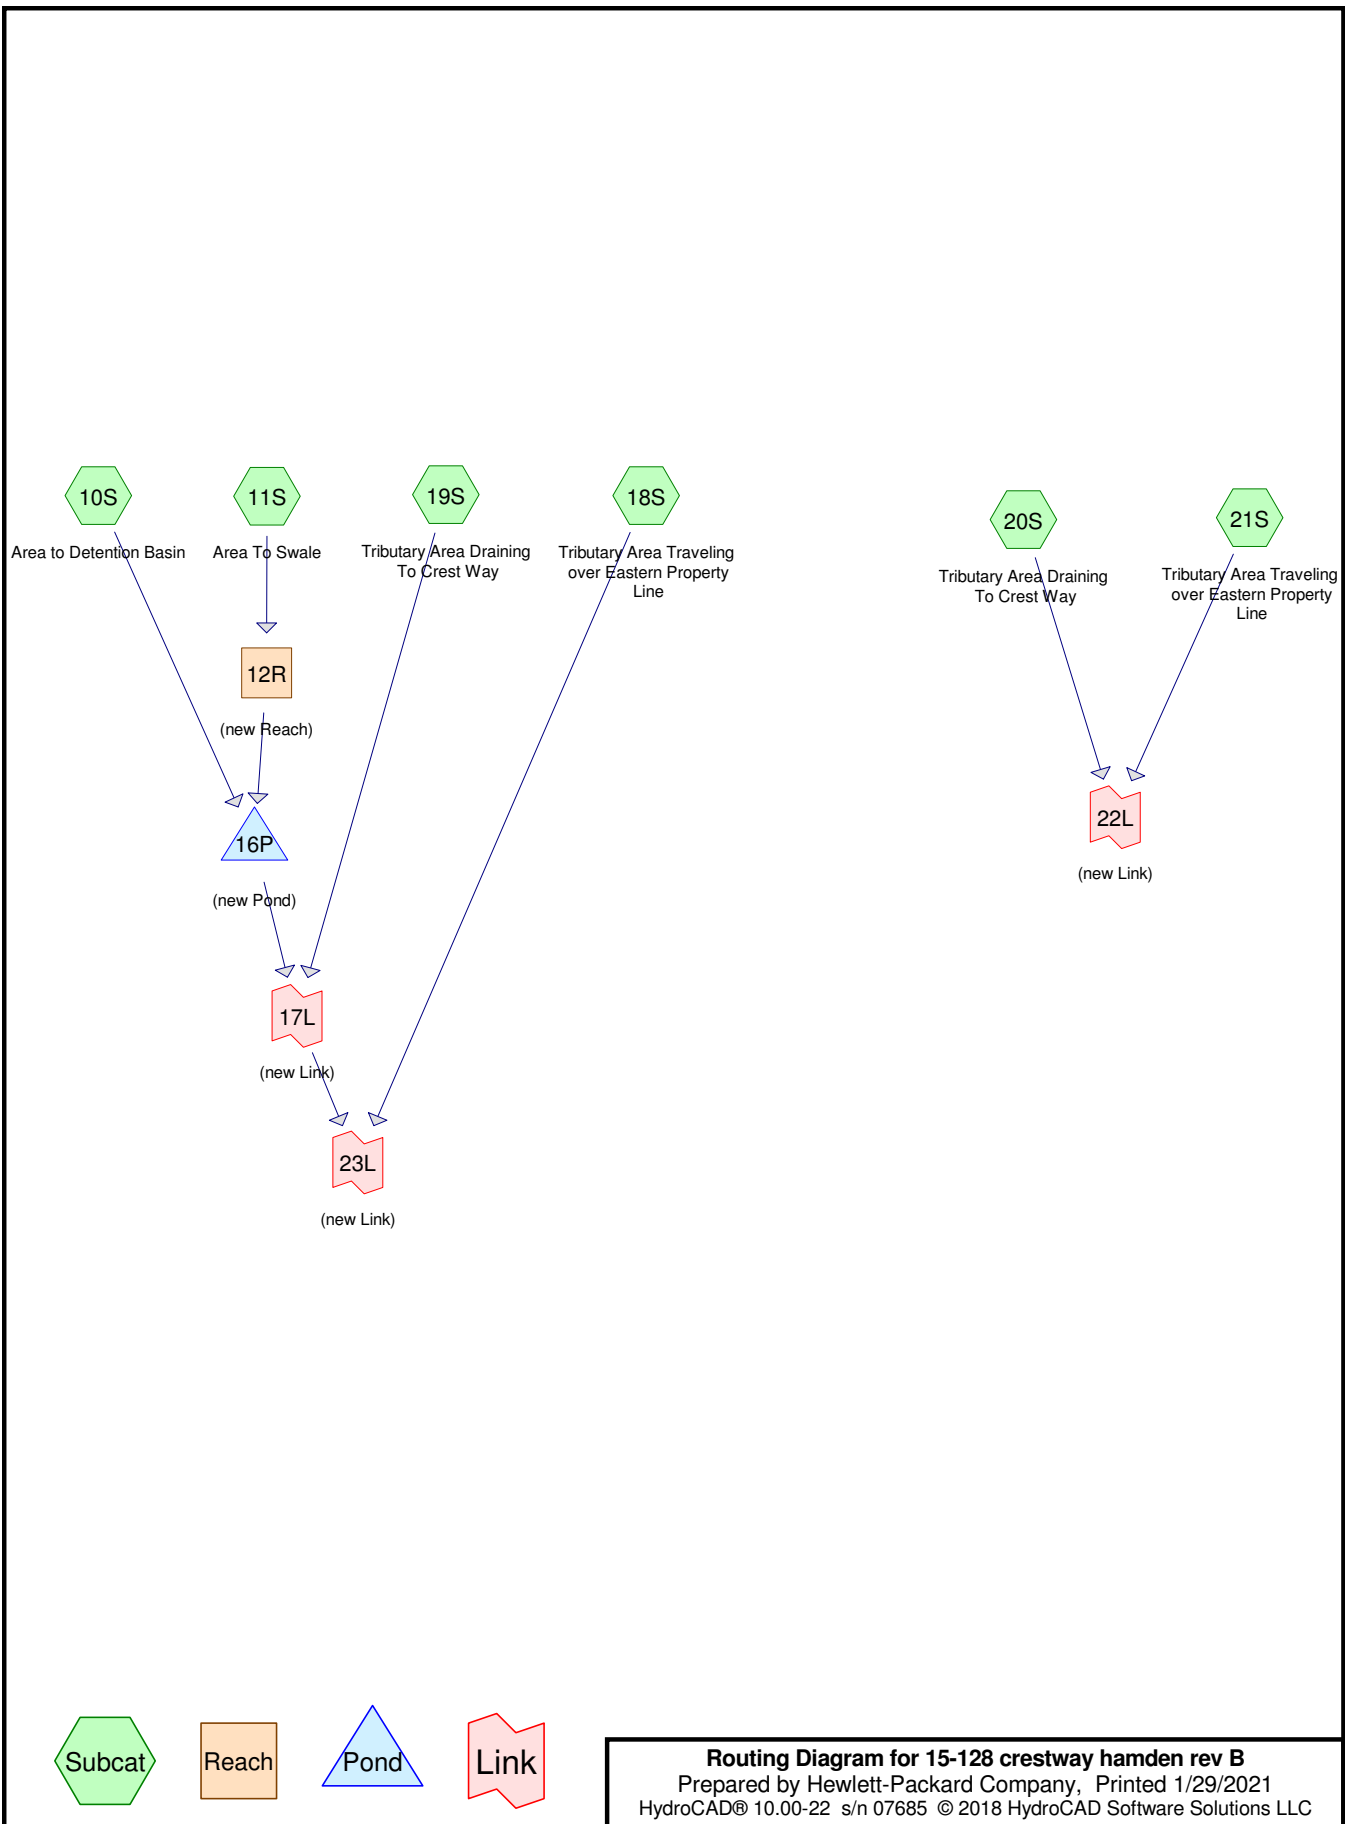 10S
11S
19S
18S
20S
21S
Area to Detention Basin
Area To Swale
Tributary Area Draining
To Crest Way
Tributary Area Traveling
over Eastern Property
Line
Tributary Area Draining
To Crest Way
Tributary Area Traveling
over Eastern Property
Line
12R
(new Reach)
16P
(new Pond)
22L
(new Link)
17L
(new Link)
23L
(new Link)
Subcat
Reach
Pond
Link
Routing Diagram for 15-128 crestway hamden rev B
Prepared by Hewlett-Packard Company, Printed 1/29/2021
HydroCAD® 10.00-22 s/n 07685 © 2018 HydroCAD Software Solutions LLC